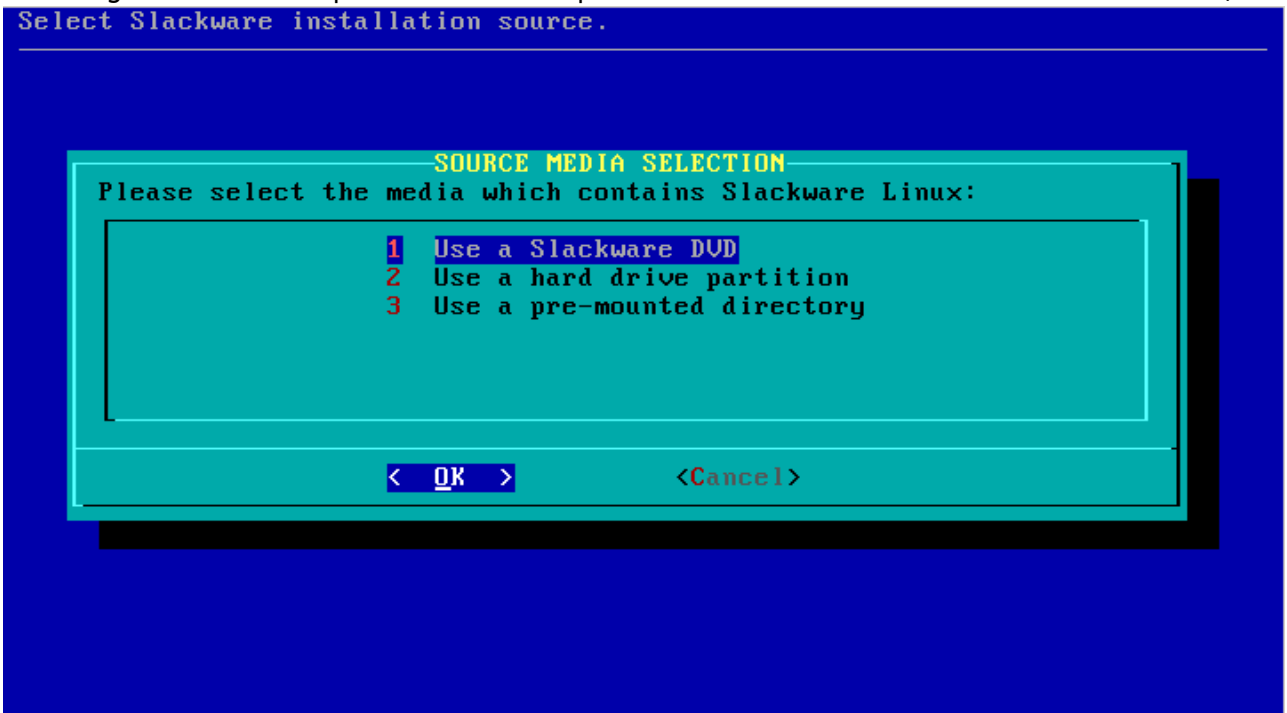 Select Slackware installation source.
SOURCE MEDIA SELECTION
Please select the media which contains Slackware Linux:
1 Use a Slackware DVD
2 Use a hard drive partition
3 Use a pre-mounted directory
< OK > <Cancel>